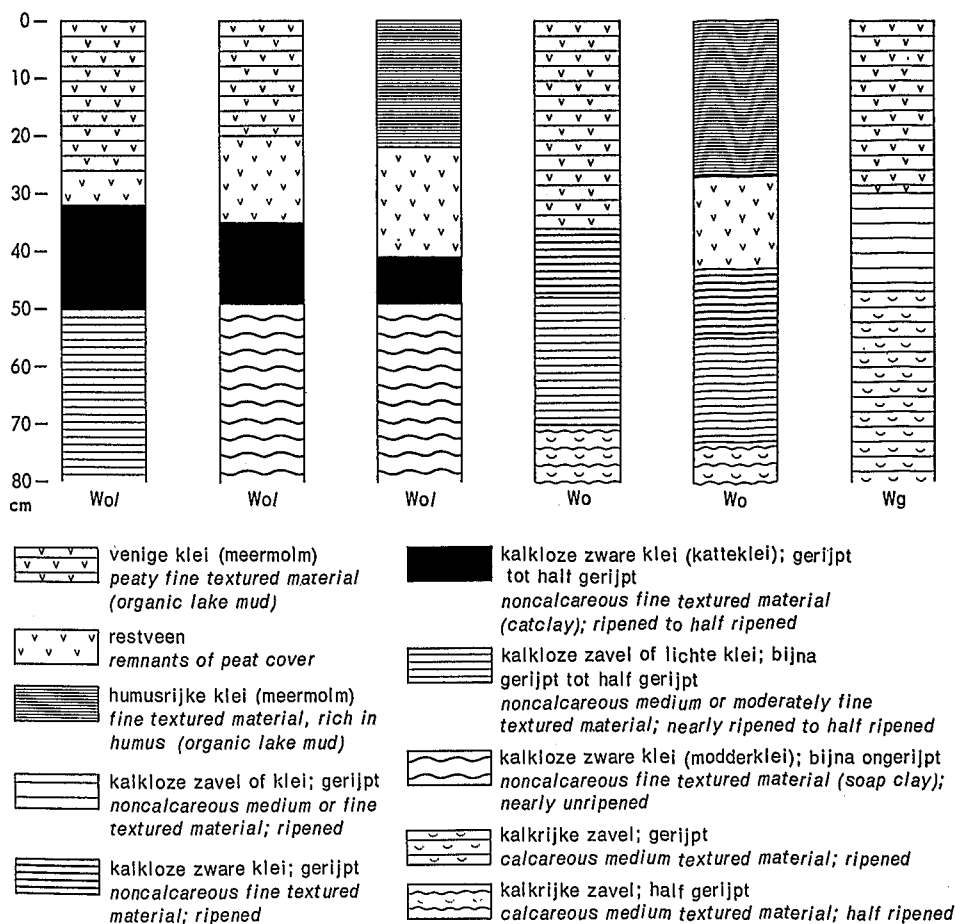 0
10
20
30
40
50
60
70
80
cm
Wol
Wol
Wol
Wo
Wo
Wg
venige klei (meermolm)
peaty fine textured material
(organic lake mud)
restveen
remnants of peat cover
humusrijke klei (meermolm)
fine textured material, rich in
humus (organic lake mud)
kalkloze zavel of klei; gerijpt
noncalcareous medium or fine
textured material; ripened
kalkloze zware klei; gerijpt
noncalcareous fine textured
material; ripened
kalkloze zware klei (katteklei); gerijpt
tot half gerijpt
noncalcareous fine textured material
(catclay); ripened to half ripened
kalkloze zavel of lichte klei; bijna
gerijpt tot half gerijpt
noncalcareous medium or moderately fine
textured material; nearly ripened to half ripened
kalkloze zware klei (modderklei); bijna ongerijpt
noncalcareous fine textured material (soap clay);
nearly unripened
kalkrijke zavel; gerijpt
calcareous medium textured material; ripened
kalkrijke zavel; half gerijpt
calcareous medium textured material; half ripened